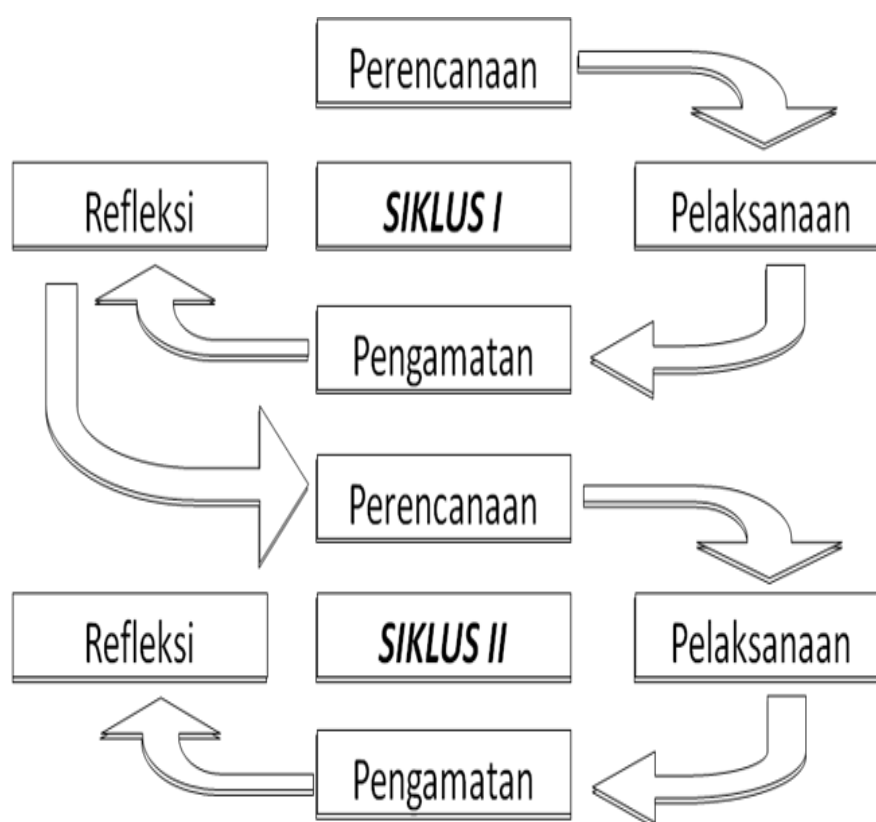 Perencanaan
Refleksi
SIKLUS I
Pelaksanaan
Pengamatan
Perencanaan
Refleksi
SIKLUS II
Pelaksanaan
Pengamatan